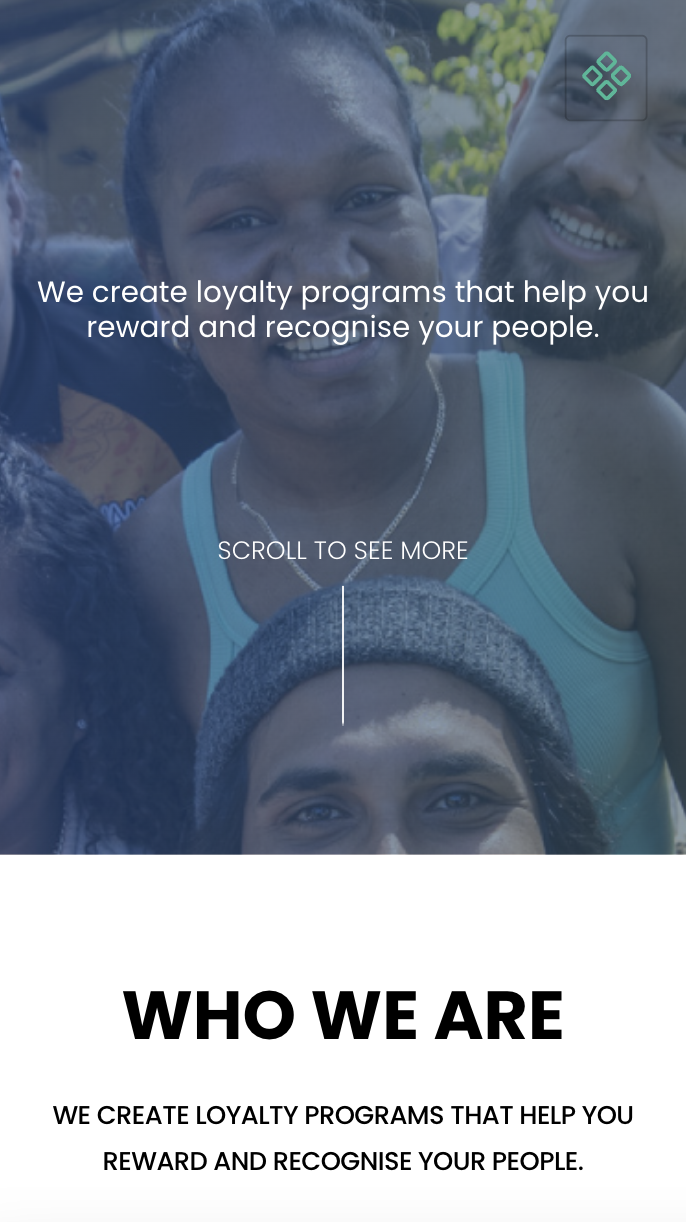 We create loyalty programs that help you
reward and recognise your people.
SCROLL TO SEE MORE
WHO WE ARE
WE CREATE LOYALTY PROGRAMS THAT HELP YOU
REWARD AND RECOGNISE YOUR PEOPLE.